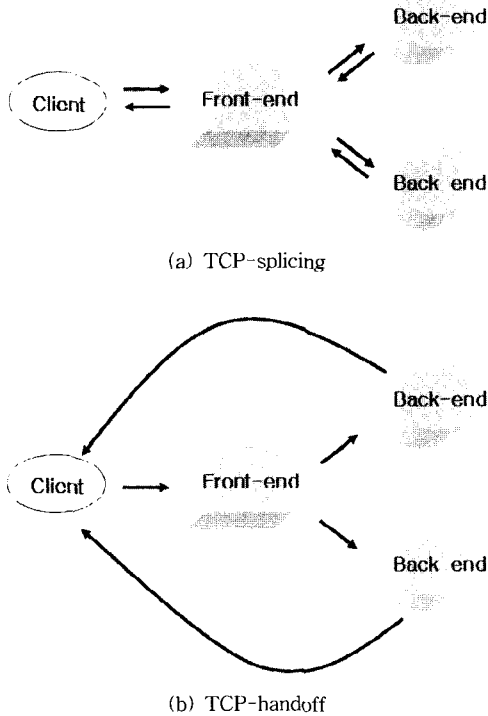 Back-end
Client
Front-end
Back end
(a) TCP-splicing
Back-end
Client
Front-end
Back end
(b) TCP-handoff